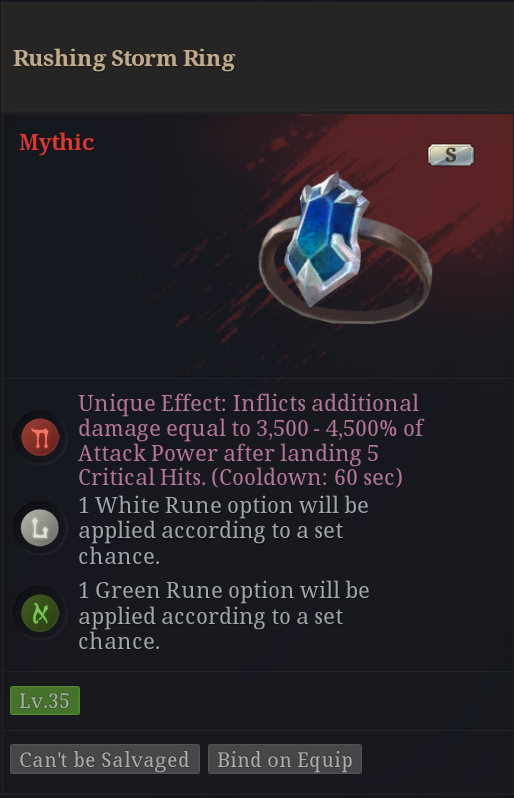 Rushing Storm Ring
Mythic
S
Unique Effect: Inflicts additional
damage equal to 3,500 - 4,500% of
Attack Power after landing 5
Critical Hits. (Cooldown: 60 sec)
1 White Rune option will be
applied according to a set
chance.
1 Green Rune option will be
applied according to a set
chance.
Lv.35
Can't be Salvaged
Bind on Equip